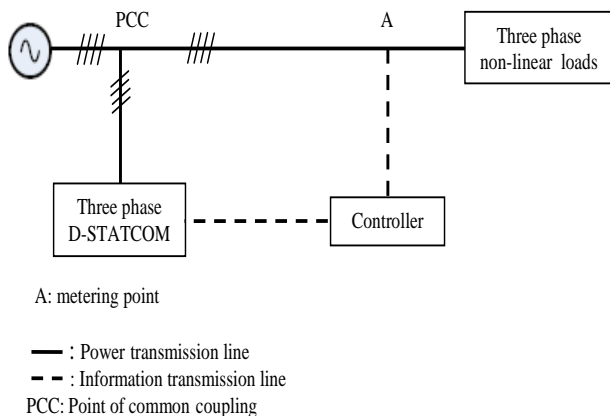 PCC
A
Three phase
non-linear loads
Three phase
D-STATCOM
Controller
A: metering point
: Power transmission line
: Information transmission line
PCC: Point of common coupling